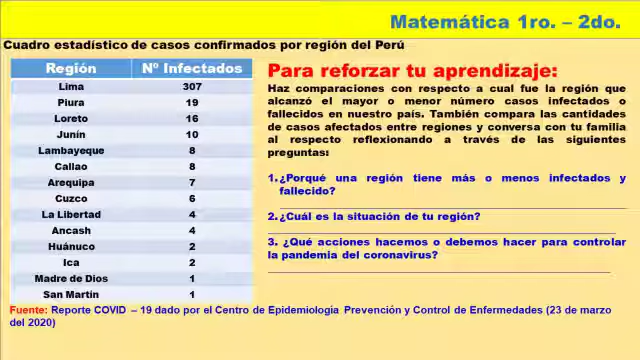 Matemática 1ro. – 2do.
Cuadro estadístico de casos confirmados por región del Perú
Región Nº Infectados
Lima 307
Piura 19
Loreto 16
Junín 10
Lambayeque 8
Callao 8
Arequipa 7
Cuzco 6
La Libertad 4
Ancash 4
Huánuco 2
Ica 2
Madre de Dios 1
San Martín 1
Para reforzar tu aprendizaje:
Haz comparaciones con respecto a cual fue la región que
alcanzó el mayor o menor número casos infectados o
fallecidos en nuestro país. También compara las cantidades
de casos afectados entre regiones y conversa con tu familia
al respecto reflexionando a través de las siguientes
preguntas:
1. ¿Porqué una región tiene más o menos infectados y
fallecido?
2. ¿Cuál es la situación de tu región?
3. ¿Qué acciones hacemos o debemos hacer para controlar
la pandemia del coronavirus?
Fuente: Reporte COVID – 19 dado por el Centro de Epidemiología Prevención y Control de Enfermedades (23 de marzo
del 2020)